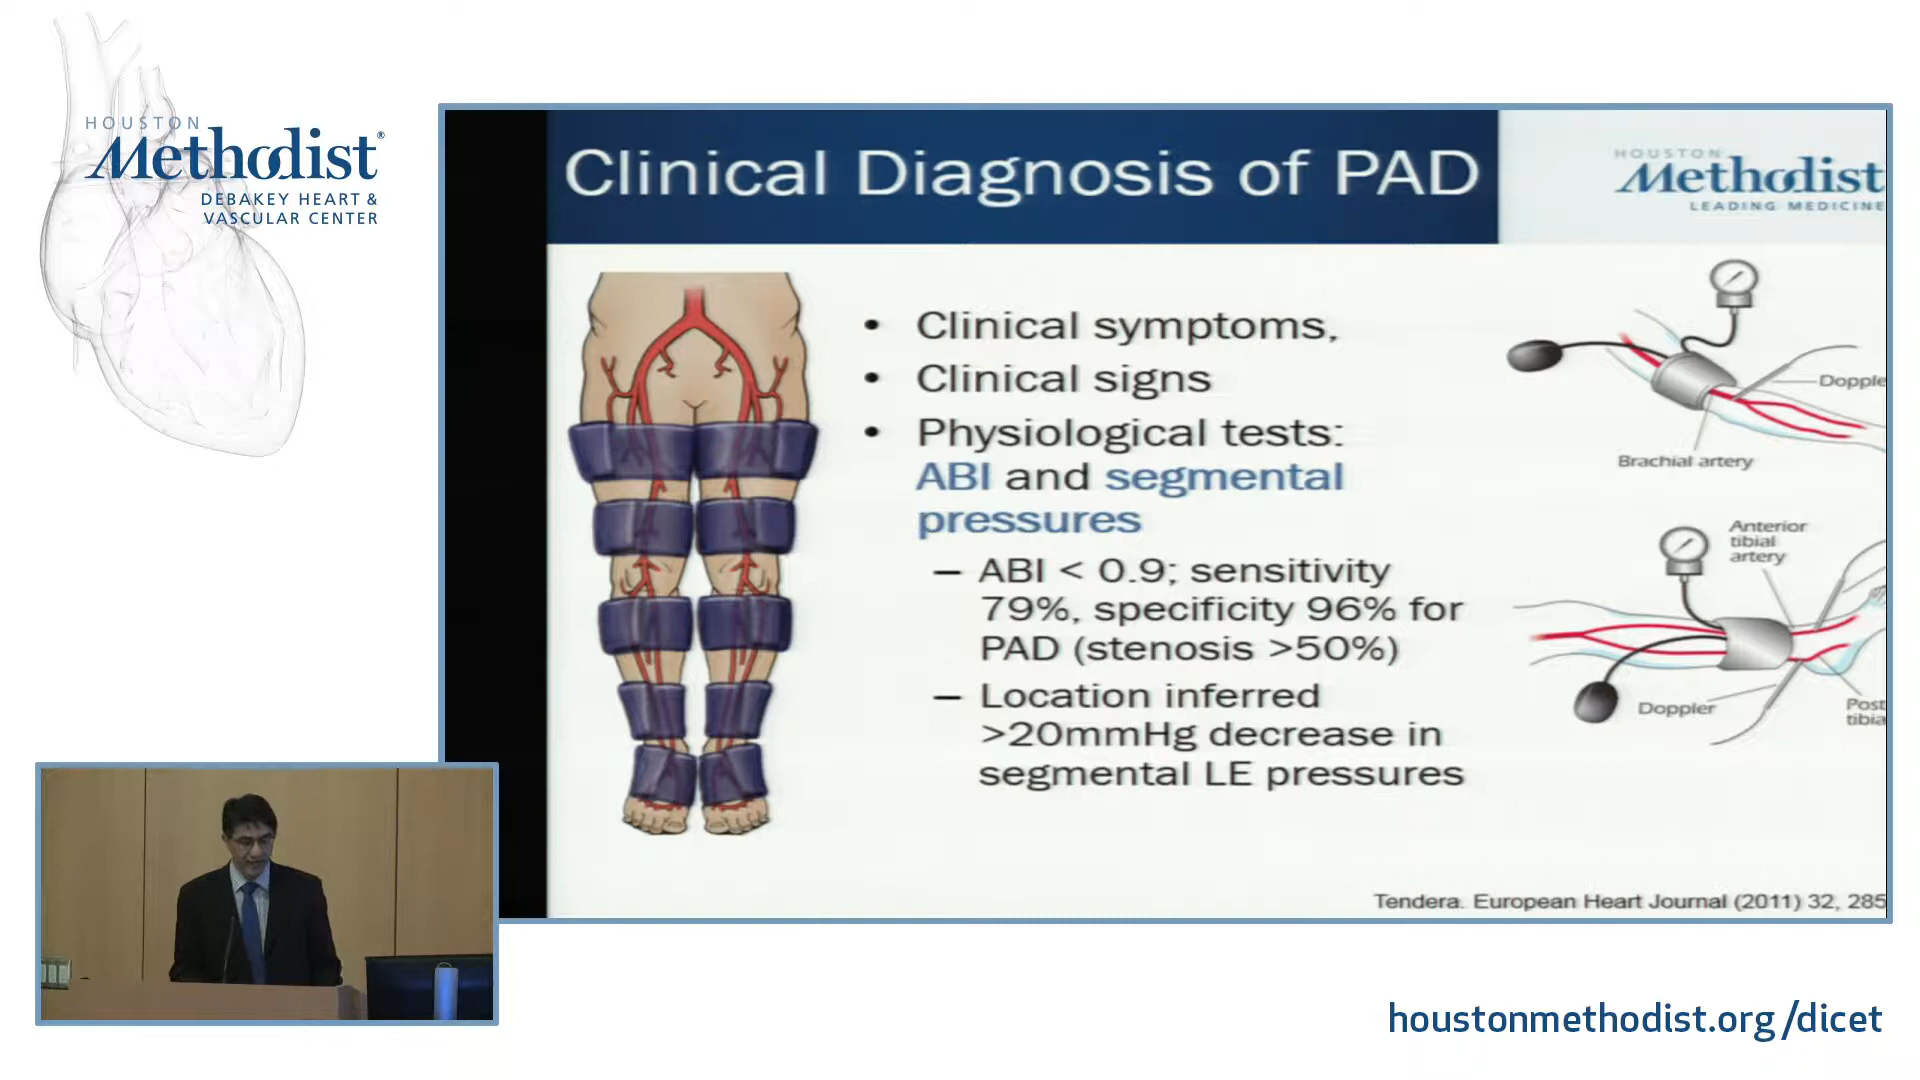 HOUSTON
Methodist®
DEBAKEY HEART &
VASCULAR CENTER
Clinical Diagnosis of PAD
HOUSTON
Methodist
LEADING MEDICINE
• Clinical symptoms,
• Clinical signs
• Physiological tests:
ABI and segmental
pressures
– ABI < 0.9; sensitivity
79%, specificity 96% for
PAD (stenosis >50%)
– Location inferred
>20mmHg decrease in
segmental LE pressures
Dopple
Brachial artery
Anterior
tibial
artery
Doppler
Post
tibia
Tendera. European Heart Journal (2011) 32, 285
houstonmethodist.org/dicet